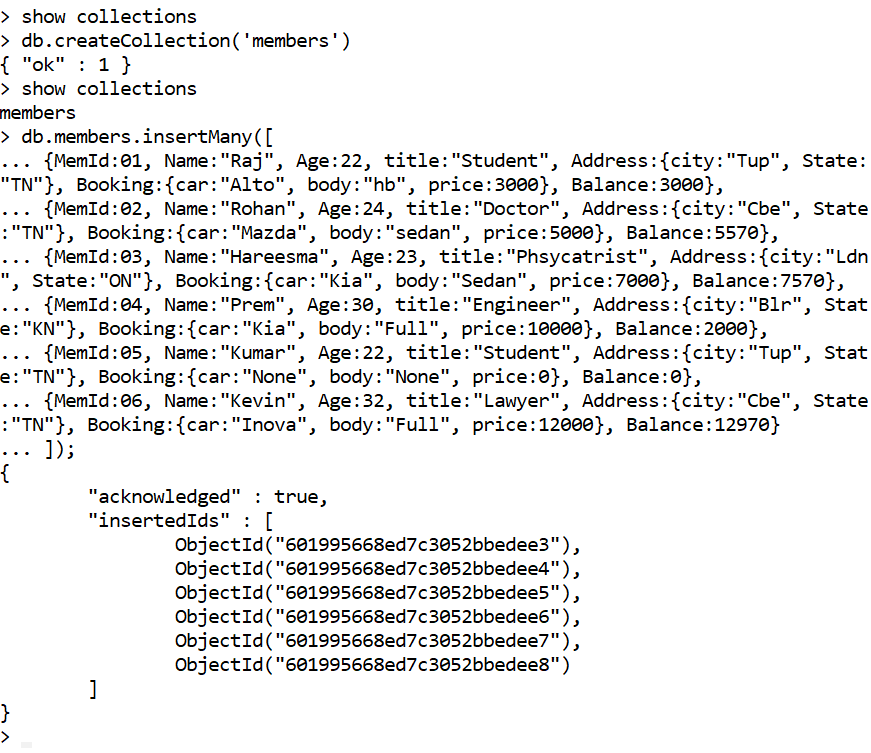 > show collections
> db.createCollection('members')
{ "ok" : 1 }
> show collections
members
> db.members.insertMany([
... {MemId:01, Name:"Raj", Age:22, title:"Student", Address:{city:"Tup", State:
"TN"}, Booking:{car:"Alto", body:"hb", price:3000}, Balance:3000},
... {MemId:02, Name:"Rohan", Age:24, title:"Doctor", Address:{city:"Cbe", State
:"TN"}, Booking:{car:"Mazda", body:"sedan", price:5000}, Balance:5570},
... {MemId:03, Name:"Hareesma", Age:23, title:"Phsycatrist", Address:{city:"Ldn
", State:"ON"}, Booking:{car:"Kia", body:"Sedan", price:7000}, Balance:7570},
... {MemId:04, Name:"Prem", Age:30, title:"Engineer", Address:{city:"Blr", Stat
e:"KN"}, Booking:{car:"Kia", body:"Full", price:10000}, Balance:2000},
... {MemId:05, Name:"Kumar", Age:22, title:"Student", Address:{city:"Tup", Stat
e:"TN"}, Booking:{car:"None", body:"None", price:0}, Balance:0},
... {MemId:06, Name:"Kevin", Age:32, title:"Lawyer", Address:{city:"Cbe", State
:"TN"}, Booking:{car:"Inova", body:"Full", price:12000}, Balance:12970}
... ]);
{
        "acknowledged" : true,
        "insertedIds" : [
                ObjectId("601995668ed7c3052bbedee3"),
                ObjectId("601995668ed7c3052bbedee4"),
                ObjectId("601995668ed7c3052bbedee5"),
                ObjectId("601995668ed7c3052bbedee6"),
                ObjectId("601995668ed7c3052bbedee7"),
                ObjectId("601995668ed7c3052bbedee8")
        ]
}
>